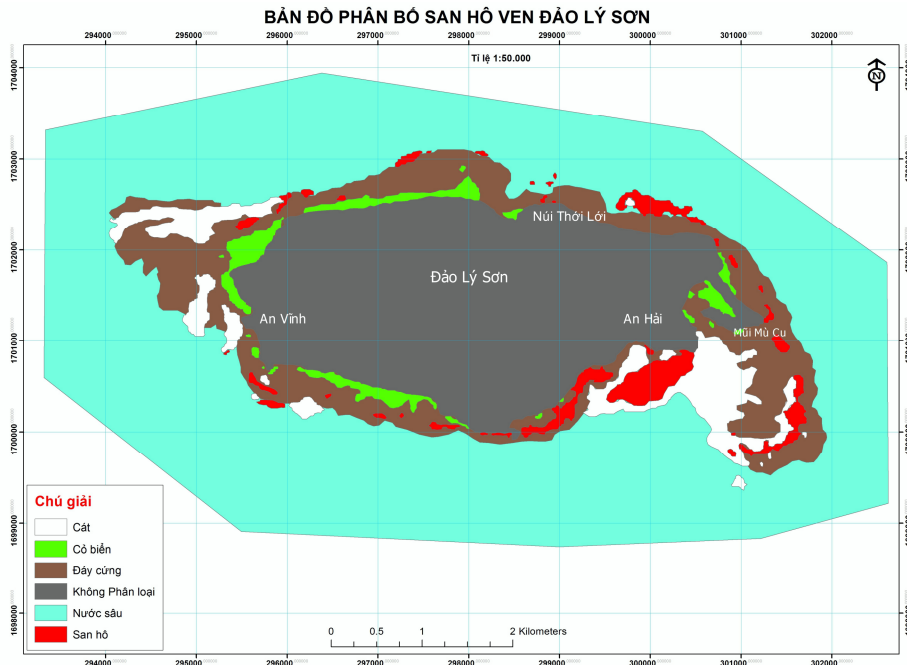 BẢN ĐỒ PHÂN BỐ SAN HÔ VEN ĐẢO LÝ SƠN
294000 295000 296000 297000 298000 299000 300000 301000 302000
Tỉ lệ 1:50.000
N
1704000
1703000
1702000
1701000
1700000
1699000
1698000
Núi Thới Lới
Đảo Lý Sơn
An Vĩnh
An Hải
Mũi Mù Cu
Chú giải
Cát
Cỏ biển
Đáy cứng
Không Phân loại
Nước sâu
San hô
0 0.5 1 2 Kilometers
294000 295000 296000 297000 298000 299000 300000 301000 302000